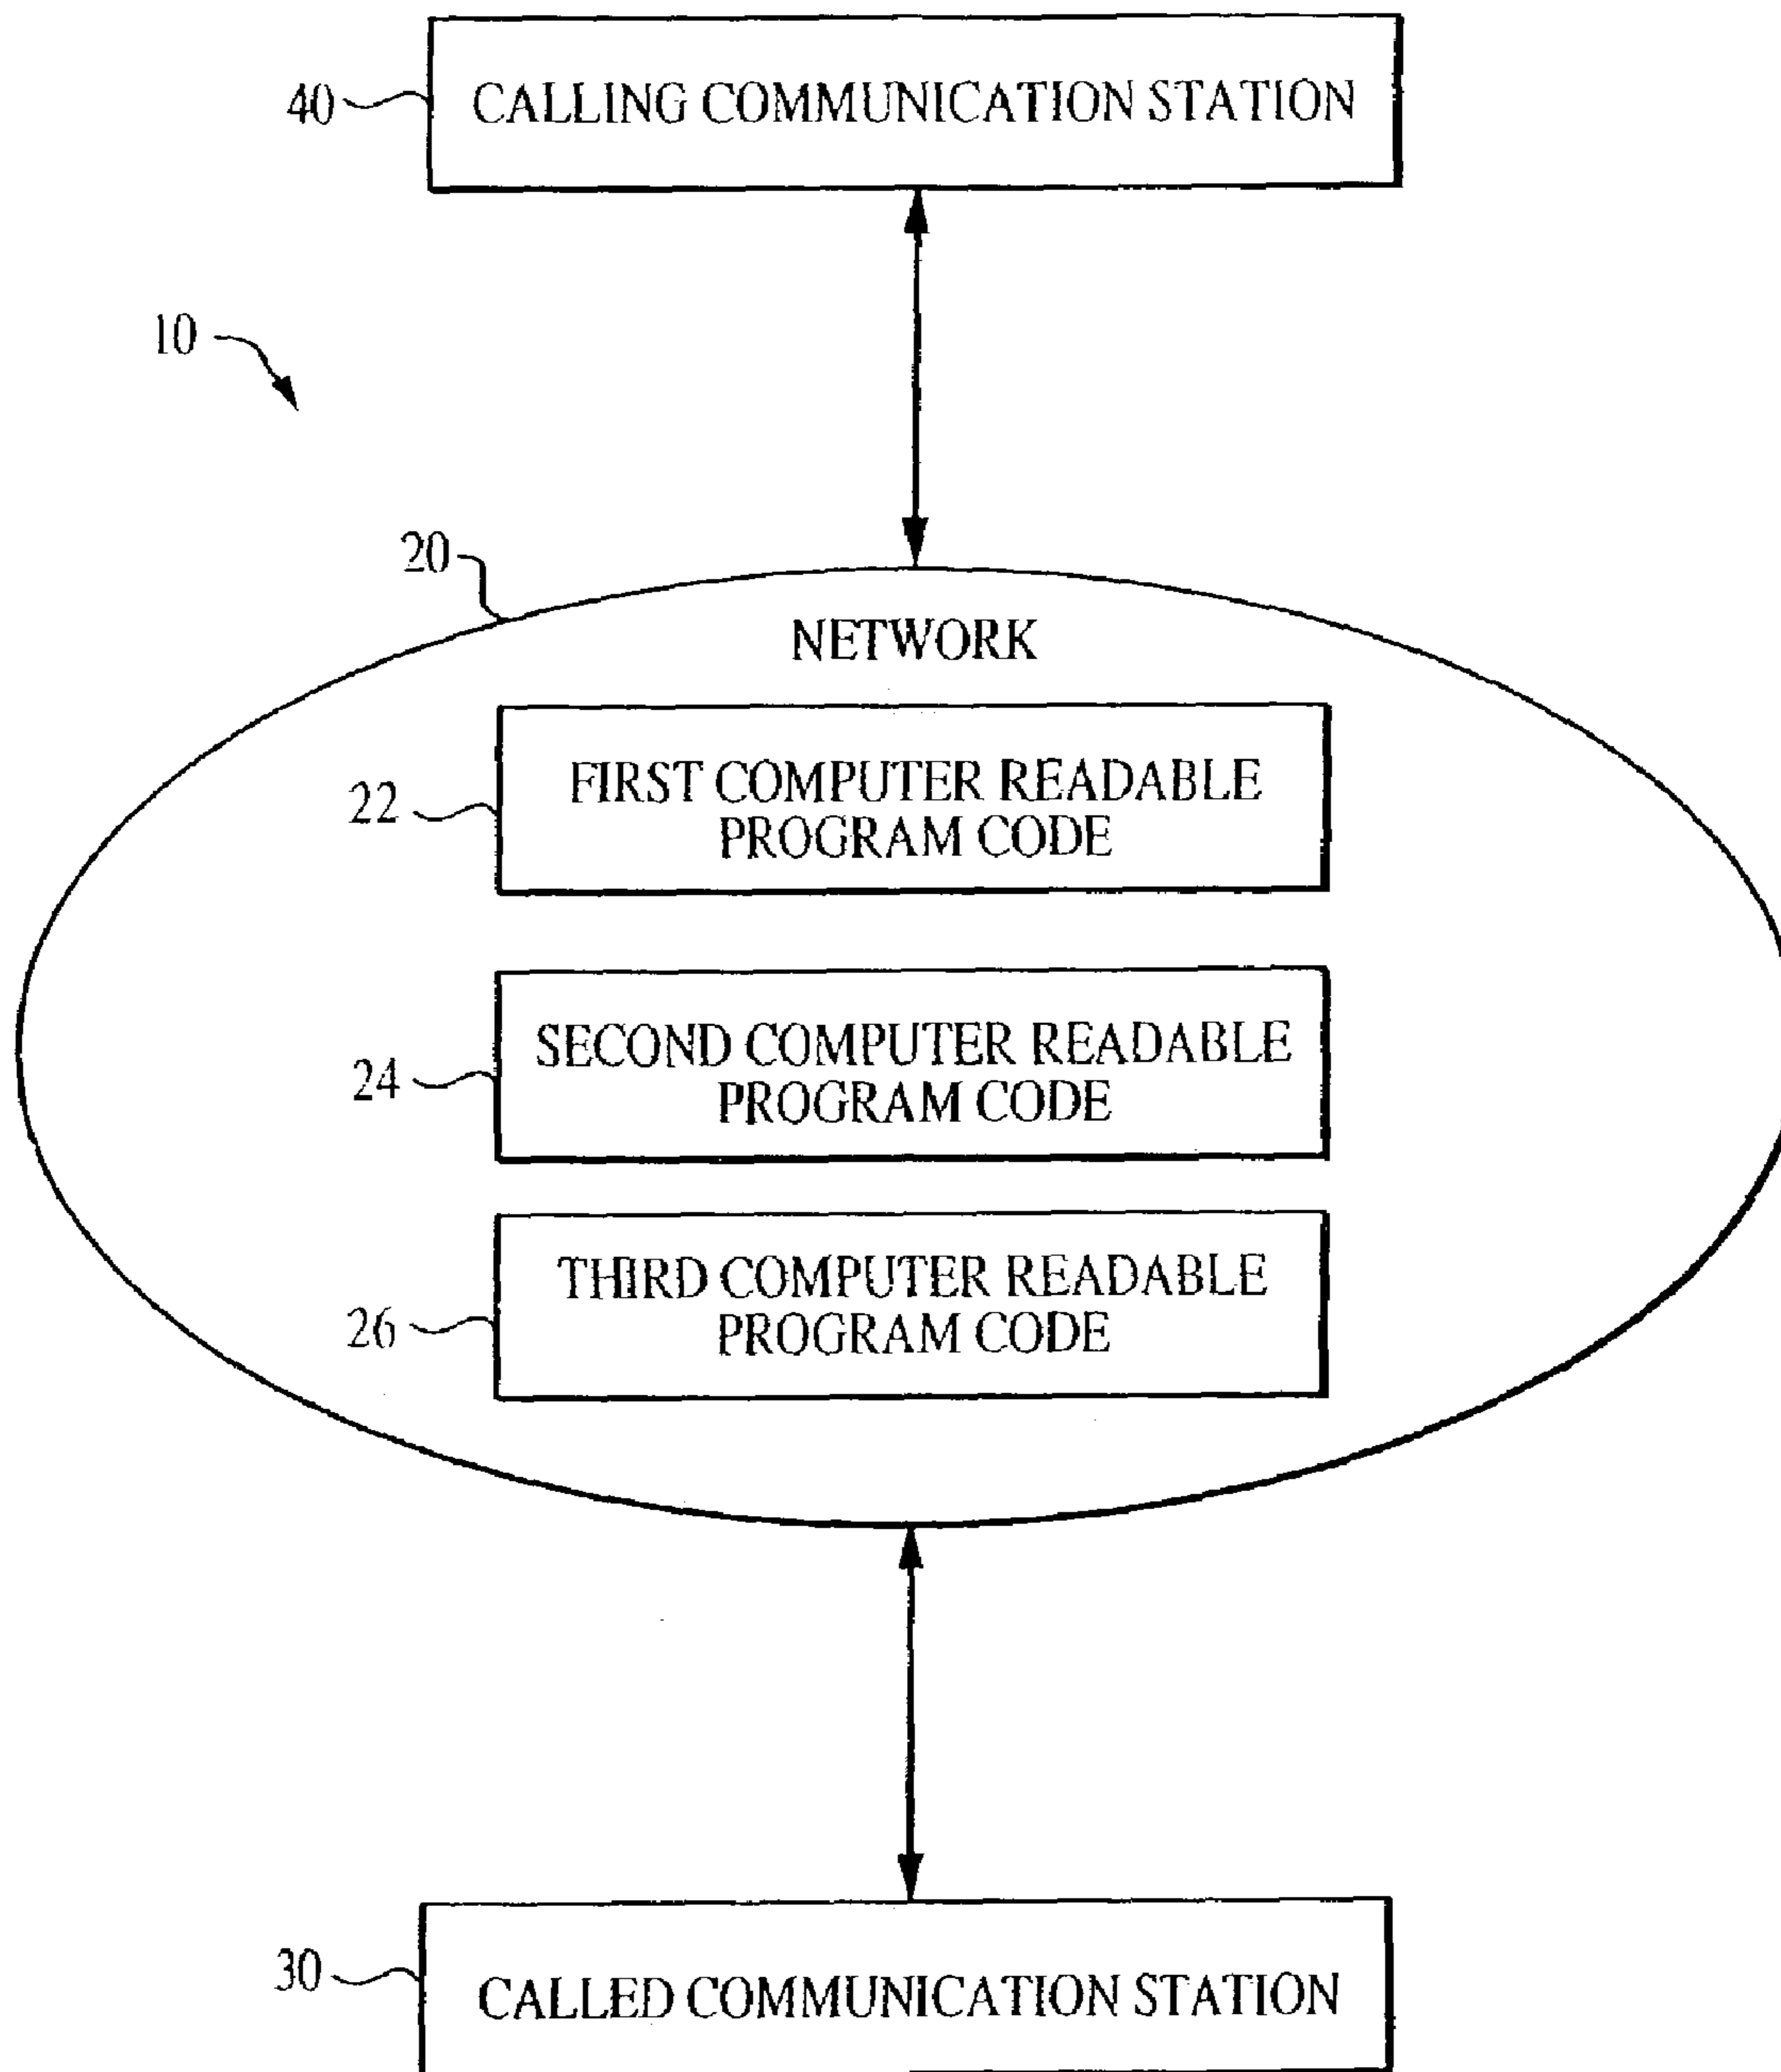 40
CALLING COMMUNICATION STATION
10
20
NETWORK
22
FIRST COMPUTER READABLE
PROGRAM CODE
24
SECOND COMPUTER READABLE
PROGRAM CODE
26
THIRD COMPUTER READABLE
PROGRAM CODE
30
CALLED COMMUNICATION STATION